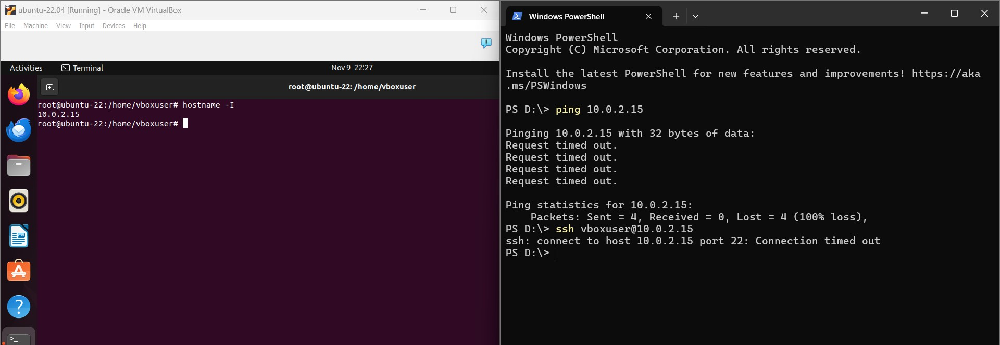 ubuntu-22.04 [Running] - Oracle VM VirtualBox
File Machine View Input Devices Help
Activities Terminal Nov 9 22:27
root@ubuntu-22: /home/vboxuser
root@ubuntu-22:/home/vboxuser# hostname -I
10.0.2.15
root@ubuntu-22:/home/vboxuser#
Windows PowerShell
Windows PowerShell
Copyright (C) Microsoft Corporation. All rights reserved.
Install the latest PowerShell for new features and improvements! https://aka
.ms/PSWindows
PS D:\> ping 10.0.2.15
Pinging 10.0.2.15 with 32 bytes of data:
Request timed out.
Request timed out.
Request timed out.
Request timed out.
Ping statistics for 10.0.2.15:
    Packets: Sent = 4, Received = 0, Lost = 4 (100% loss),
PS D:\> ssh vboxuser@10.0.2.15
ssh: connect to host 10.0.2.15 port 22: Connection timed out
PS D:\>